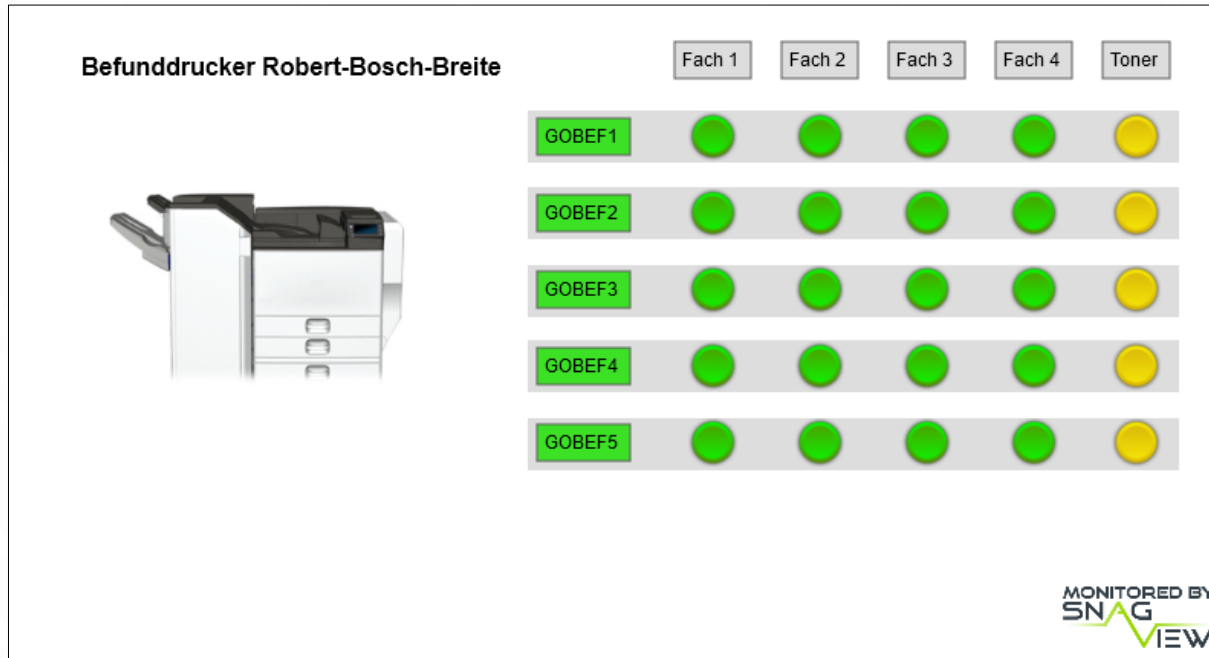 Befunddrucker Robert-Bosch-Breite
Fach 1 Fach 2 Fach 3 Fach 4 Toner
GOBEF1
GOBEF2
GOBEF3
GOBEF4
GOBEF5
MONITORED BY
SNAG
VIEW